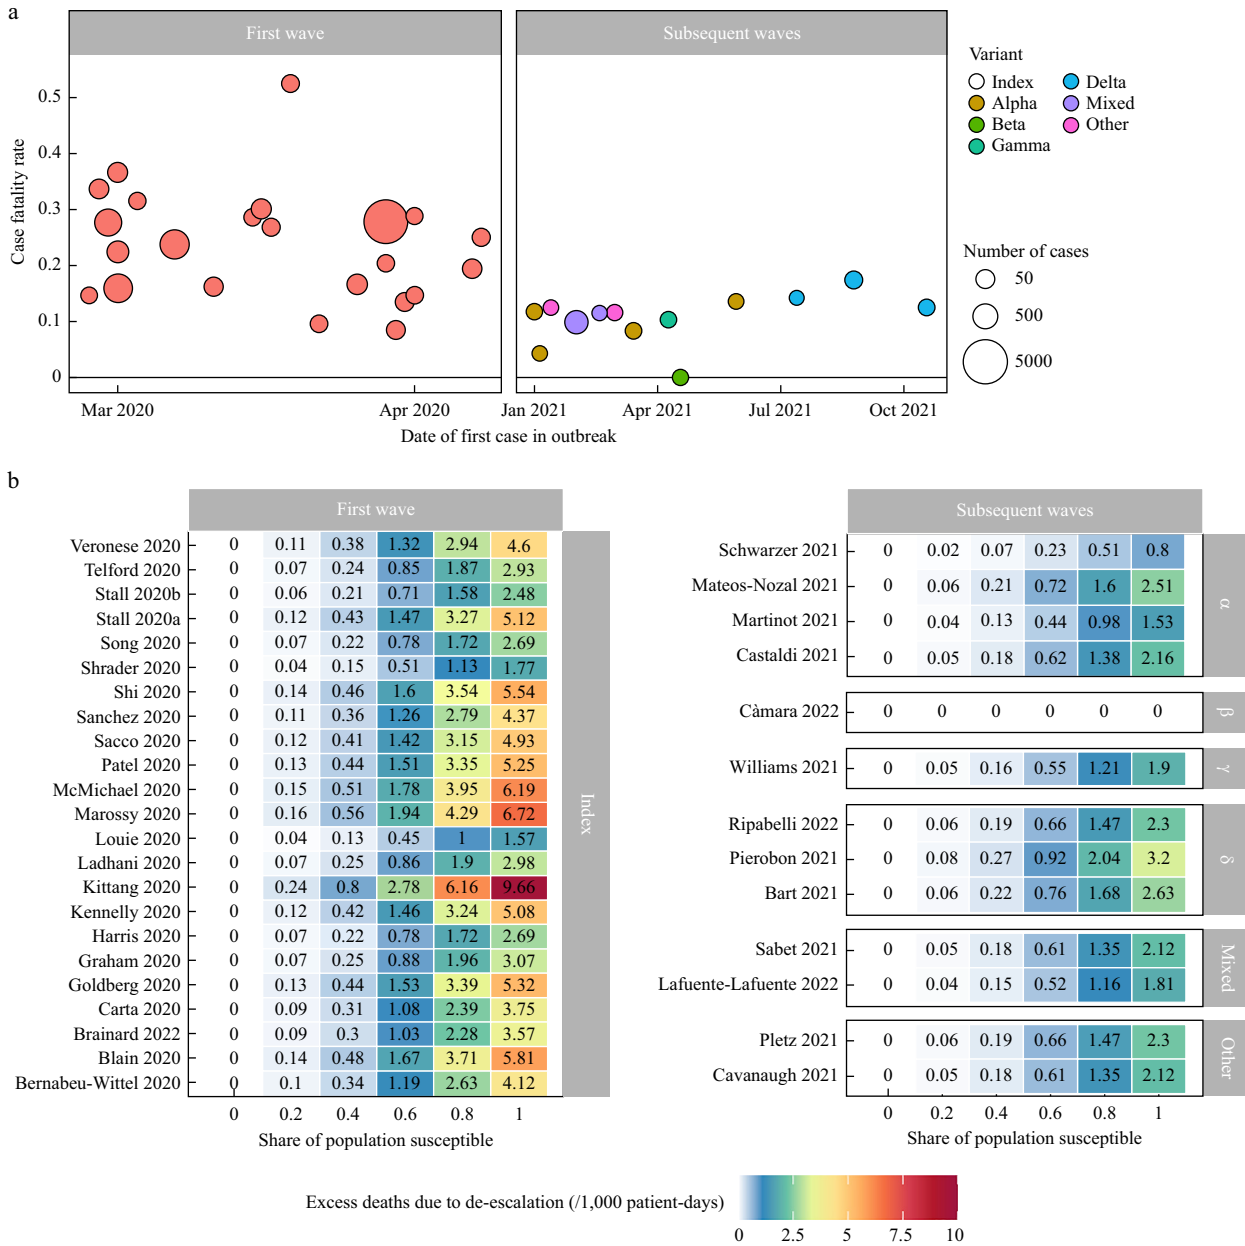 a
First wave
Subsequent waves
Case fatality rate
0.5
0.4
0.3
0.2
0.1
0
Mar 2020
Apr 2020
Jan 2021
Apr 2021
Jul 2021
Oct 2021
Date of first case in outbreak
Variant
Index
Alpha
Beta
Gamma
Delta
Mixed
Other
Number of cases
50
500
5000
b
First wave
Veronese 2020 0 0.11 0.38 1.32 2.94 4.6
Telford 2020 0 0.07 0.24 0.85 1.87 2.93
Stall 2020b 0 0.06 0.21 0.71 1.58 2.48
Stall 2020a 0 0.12 0.43 1.47 3.27 5.12
Song 2020 0 0.07 0.22 0.78 1.72 2.69
Shrader 2020 0 0.04 0.15 0.51 1.13 1.77
Shi 2020 0 0.14 0.46 1.6 3.54 5.54
Sanchez 2020 0 0.11 0.36 1.26 2.79 4.37
Sacco 2020 0 0.12 0.41 1.42 3.15 4.93
Patel 2020 0 0.13 0.44 1.51 3.35 5.25
McMichael 2020 0 0.15 0.51 1.78 3.95 6.19
Marossy 2020 0 0.16 0.56 1.94 4.29 6.72
Louie 2020 0 0.04 0.13 0.45 1 1.57
Ladhani 2020 0 0.07 0.25 0.86 1.9 2.98
Kittang 2020 0 0.24 0.8 2.78 6.16 9.66
Kennelly 2020 0 0.12 0.42 1.46 3.24 5.08
Harris 2020 0 0.07 0.22 0.78 1.72 2.69
Graham 2020 0 0.07 0.25 0.88 1.96 3.07
Goldberg 2020 0 0.13 0.44 1.53 3.39 5.32
Carta 2020 0 0.09 0.31 1.08 2.39 3.75
Brainard 2022 0 0.09 0.3 1.03 2.28 3.57
Blain 2020 0 0.14 0.48 1.67 3.71 5.81
Bernabeu-Wittel 2020 0 0.1 0.34 1.19 2.63 4.12
Index
0 0.2 0.4 0.6 0.8 1
Share of population susceptible
Subsequent waves
Schwarzer 2021 0 0.02 0.07 0.23 0.51 0.8
Mateos-Nozal 2021 0 0.06 0.21 0.72 1.6 2.51
Martinot 2021 0 0.04 0.13 0.44 0.98 1.53
Castaldi 2021 0 0.05 0.18 0.62 1.38 2.16
α
Càmara 2022 0 0 0 0 0 0
β
Williams 2021 0 0.05 0.16 0.55 1.21 1.9
γ
Ripabelli 2022 0 0.06 0.19 0.66 1.47 2.3
Pierobon 2021 0 0.08 0.27 0.92 2.04 3.2
Bart 2021 0 0.06 0.22 0.76 1.68 2.63
δ
Sabet 2021 0 0.05 0.18 0.61 1.35 2.12
Lafuente-Lafuente 2022 0 0.04 0.15 0.52 1.16 1.81
Mixed
Pletz 2021 0 0.06 0.19 0.66 1.47 2.3
Cavanaugh 2021 0 0.05 0.18 0.61 1.35 2.12
Other
0 0.2 0.4 0.6 0.8 1
Share of population susceptible
Excess deaths due to de-escalation (/1,000 patient-days)
0 2.5 5 7.5 10